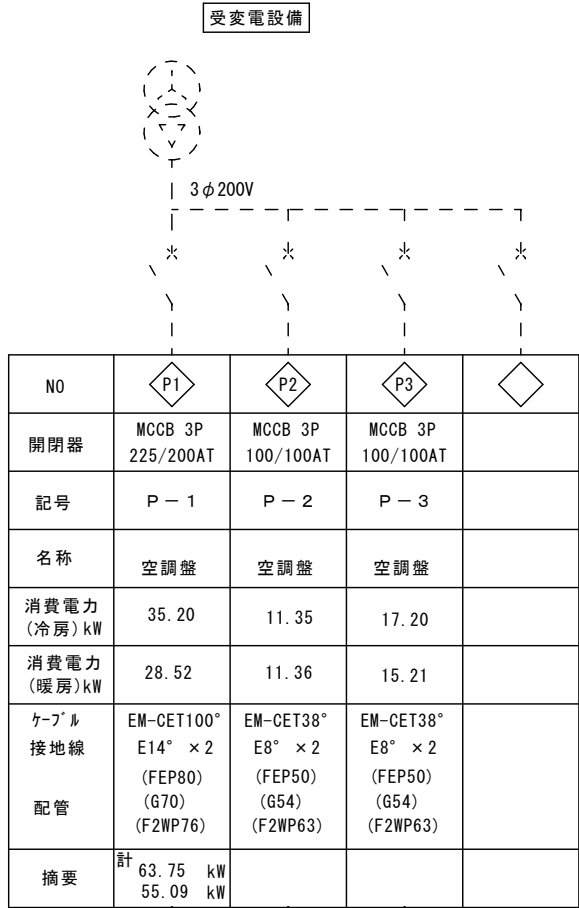 受変電設備
3φ200V
NO P1 P2 P3
開閉器 MCCB 3P 225/200AT MCCB 3P 100/100AT MCCB 3P 100/100AT
記号 P－1 P－2 P－3
名称 空調盤 空調盤 空調盤
消費電力(冷房)kW 35.20 11.35 17.20
消費電力(暖房)kW 28.52 11.36 15.21
ｹｰﾌﾞﾙ EM-CET100° EM-CET38° EM-CET38°
接地線 E14° ×2 E8° ×2 E8° ×2
配管 (FEP80) (G70) (F2WP76) (FEP50) (G54) (F2WP63) (FEP50) (G54) (F2WP63)
摘要 計 63.75 kW 55.09 kW